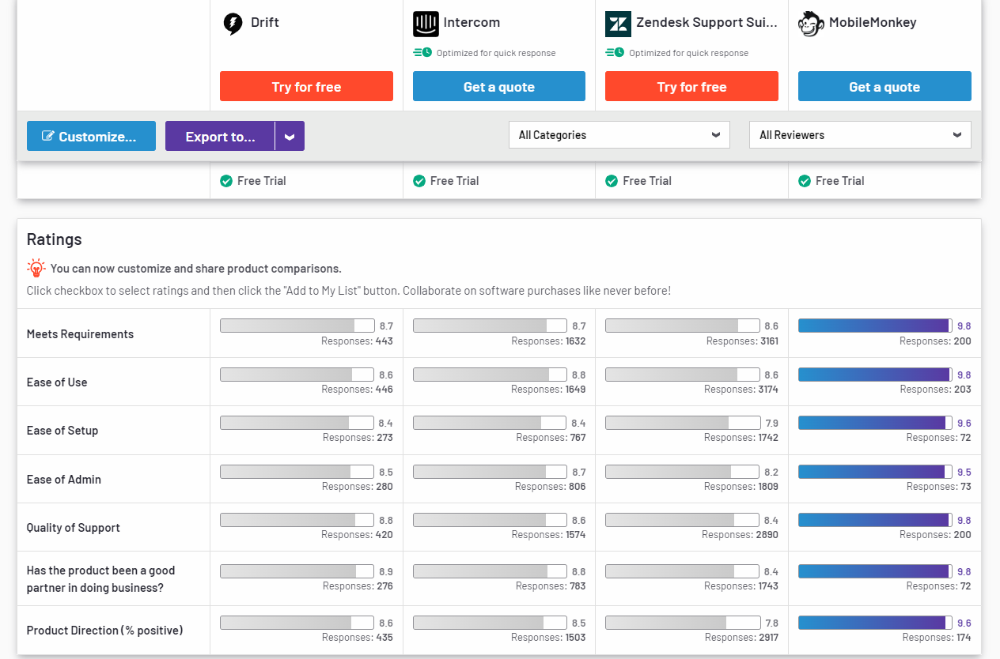 Drift
Intercom
Zendesk Support Sui...
MobileMonkey
Optimized for quick response
Optimized for quick response
Try for free
Get a quote
Try for free
Get a quote
Customize...
Export to...
All Categories
All Reviewers
Free Trial
Free Trial
Free Trial
Free Trial
Ratings
You can now customize and share product comparisons.
Click checkbox to select ratings and then click the "Add to My List" button. Collaborate on software purchases like never before!
Meets Requirements
8.7
Responses: 443
8.7
Responses: 1632
8.6
Responses: 3161
9.8
Responses: 200
Ease of Use
8.6
Responses: 446
8.8
Responses: 1649
8.6
Responses: 3174
9.8
Responses: 203
Ease of Setup
8.4
Responses: 273
8.4
Responses: 767
7.9
Responses: 1742
9.6
Responses: 72
Ease of Admin
8.5
Responses: 280
8.7
Responses: 806
8.2
Responses: 1809
9.5
Responses: 73
Quality of Support
8.8
Responses: 420
8.6
Responses: 1574
8.4
Responses: 2890
9.8
Responses: 200
Has the product been a good
partner in doing business?
8.9
Responses: 276
8.8
Responses: 783
8.4
Responses: 1743
9.8
Responses: 72
Product Direction (% positive)
8.6
Responses: 435
8.5
Responses: 1503
7.8
Responses: 2917
9.6
Responses: 174